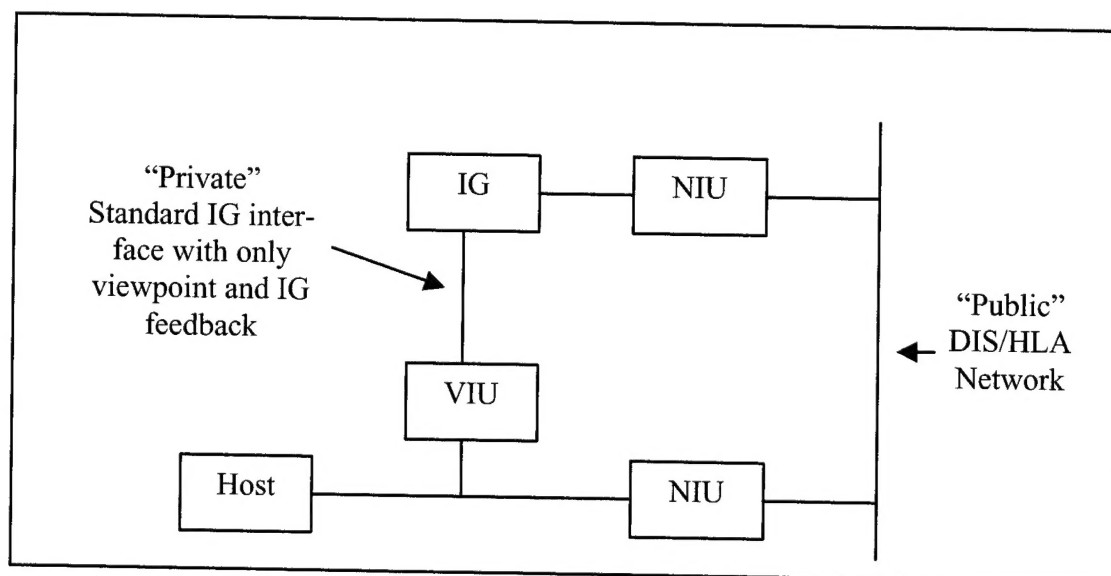 “Private”
Standard IG inter-
face with only
viewpoint and IG
feedback
IG
NIU
“Public”
DIS/HLA
Network
VIU
Host
NIU